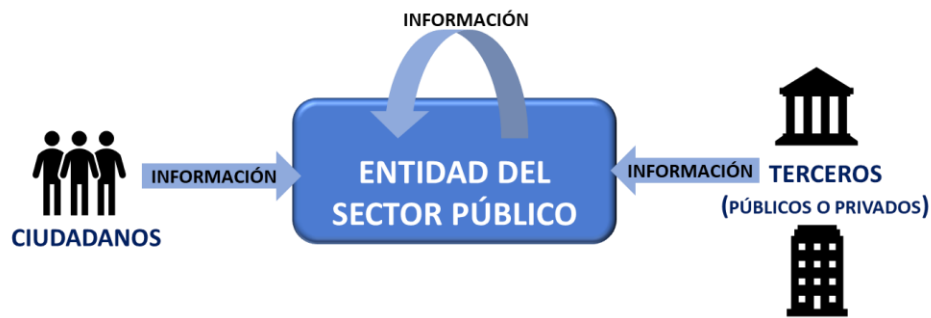 INFORMACIÓN
ENTIDAD DEL
SECTOR PÚBLICO
INFORMACIÓN
CIUDADANOS
INFORMACIÓN
TERCEROS
(PÚBLICOS O PRIVADOS)